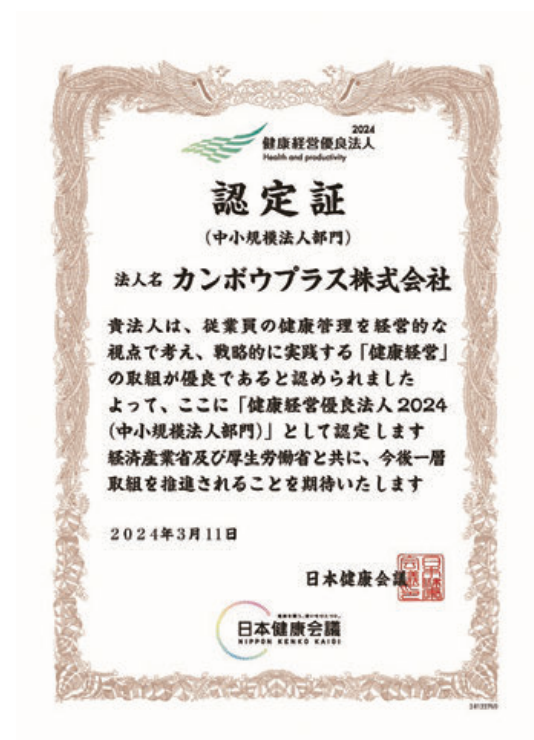 2024
健康経営優良法人
Health and productivity
認定証
(中小規模法人部門)
法人名 カンボウプラス株式会社
貴法人は、従業員の健康管理を経営的な
視点で考え、戦略的に実践する「健康経営」
の取組が優良であると認められました
よって、ここに「健康経営優良法人2024
(中小規模法人部門)」として認定します
経済産業省及び厚生労働省と共に、今後一層
取組を推進されることを期待いたします
2024年3月11日
日本健康会議
日本健康会議
NIPPON KENKO KAIGI